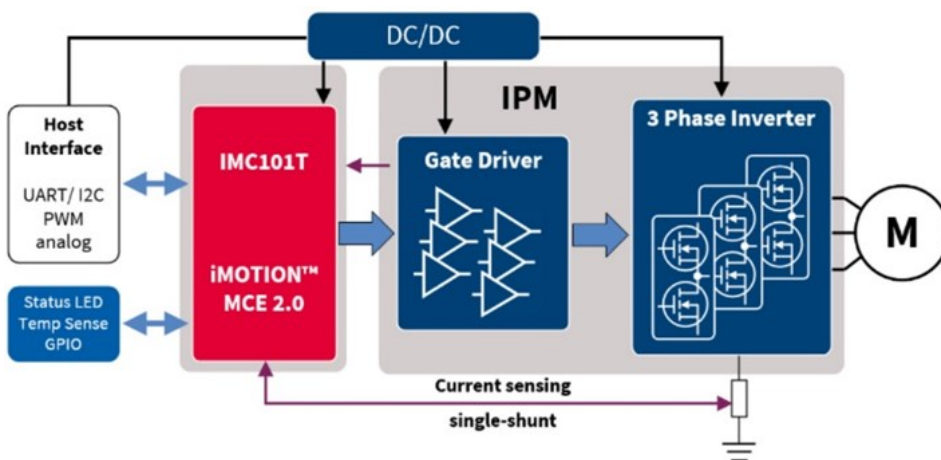 DC/DC
IPM
Host
Interface
UART/ I2C
PWM
analog
IMC101T
iMOTION™
MCE 2.0
Gate Driver
3 Phase Inverter
M
Status LED
Temp Sense
GPIO
Current sensing
single-shunt